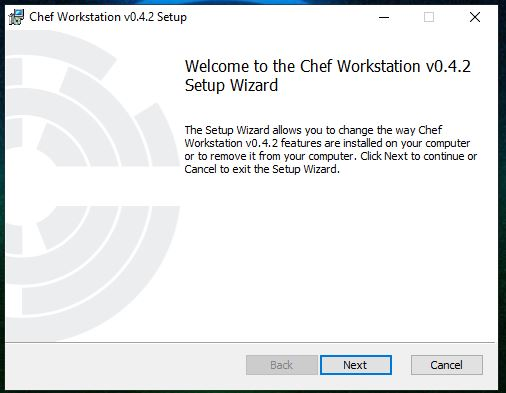 Chef Workstation v0.4.2 Setup
Welcome to the Chef Workstation v0.4.2
Setup Wizard
The Setup Wizard allows you to change the way Chef
Workstation v0.4.2 features are installed on your computer
or to remove it from your computer. Click Next to continue or
Cancel to exit the Setup Wizard.
Back
Next
Cancel